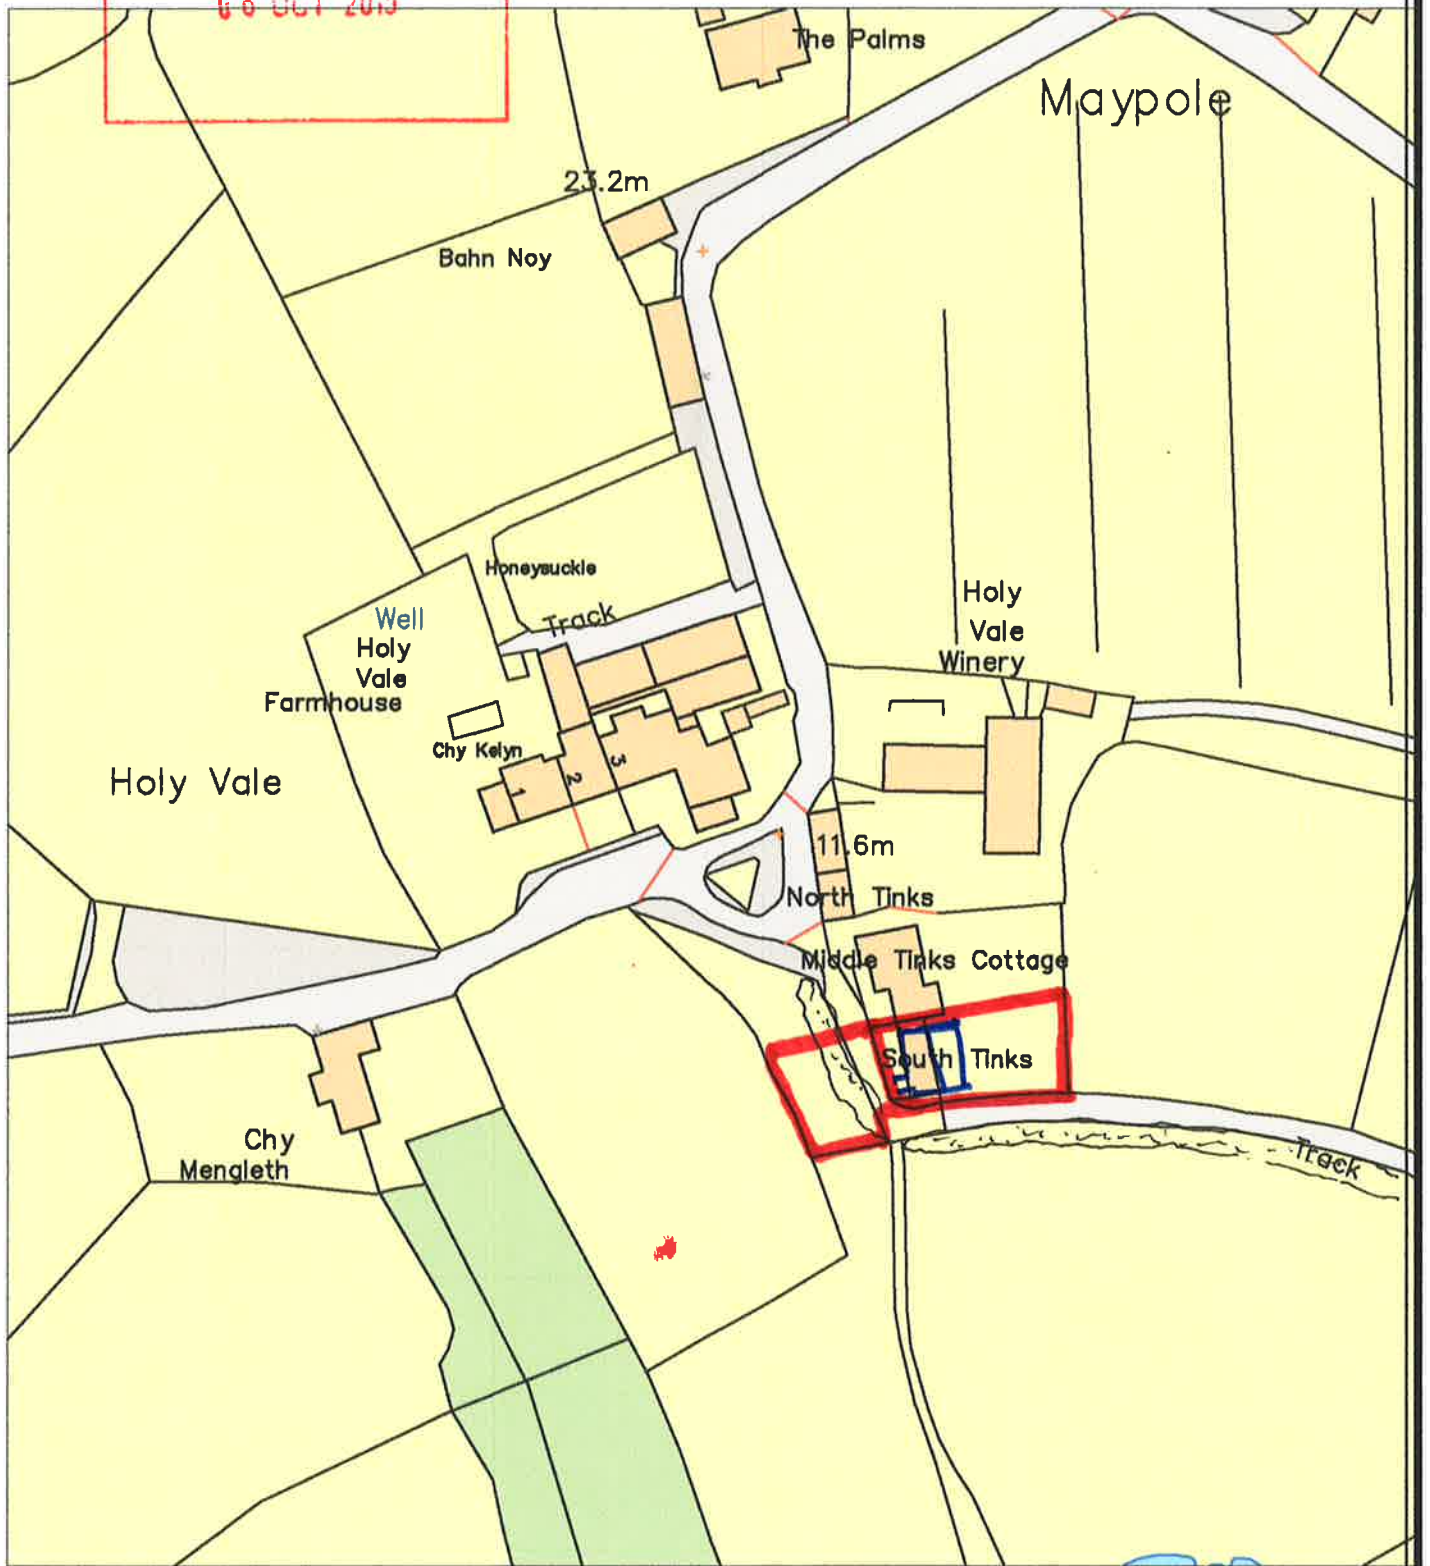 The Palms
Maypole
23.2m
Bahn Noy
Honeysuckle
Track
Well
Holy
Vale
Farmhouse
Chy Kelyn
1
2
3
Holy Vale
Holy
Vale
Winery
11.6m
North Tinks
Middle Tinks Cottage
South Tinks
Chy
Mengleth
Track